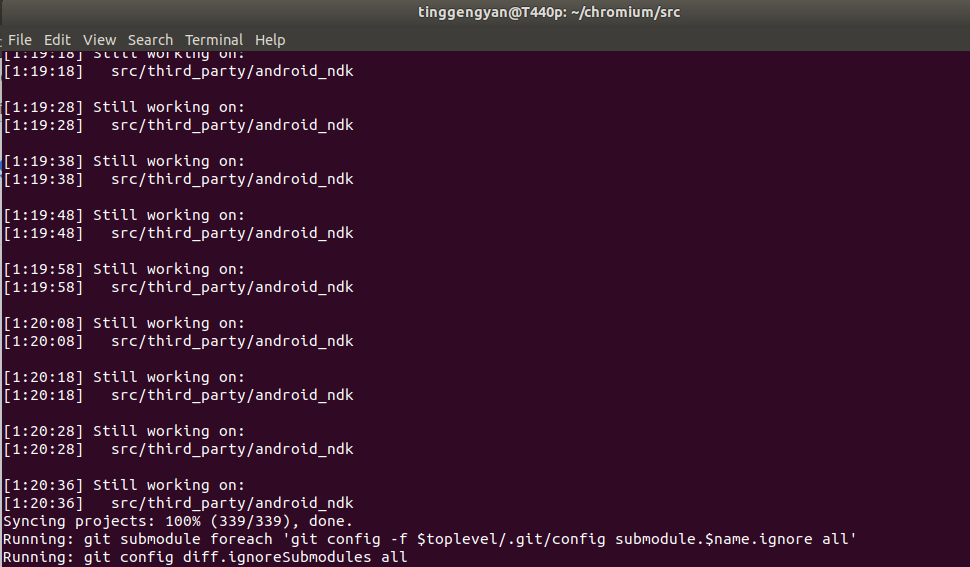 tinggengyan@T440p: ~/chromium/src
File Edit View Search Terminal Help
[1:19:18] Still working on:
[1:19:18]   src/third_party/android_ndk
[1:19:28] Still working on:
[1:19:28]   src/third_party/android_ndk
[1:19:38] Still working on:
[1:19:38]   src/third_party/android_ndk
[1:19:48] Still working on:
[1:19:48]   src/third_party/android_ndk
[1:19:58] Still working on:
[1:19:58]   src/third_party/android_ndk
[1:20:08] Still working on:
[1:20:08]   src/third_party/android_ndk
[1:20:18] Still working on:
[1:20:18]   src/third_party/android_ndk
[1:20:28] Still working on:
[1:20:28]   src/third_party/android_ndk
[1:20:36] Still working on:
[1:20:36]   src/third_party/android_ndk
Syncing projects: 100% (339/339), done.
Running: git submodule foreach 'git config -f $toplevel/.git/config submodule.$name.ignore all'
Running: git config diff.ignoreSubmodules all